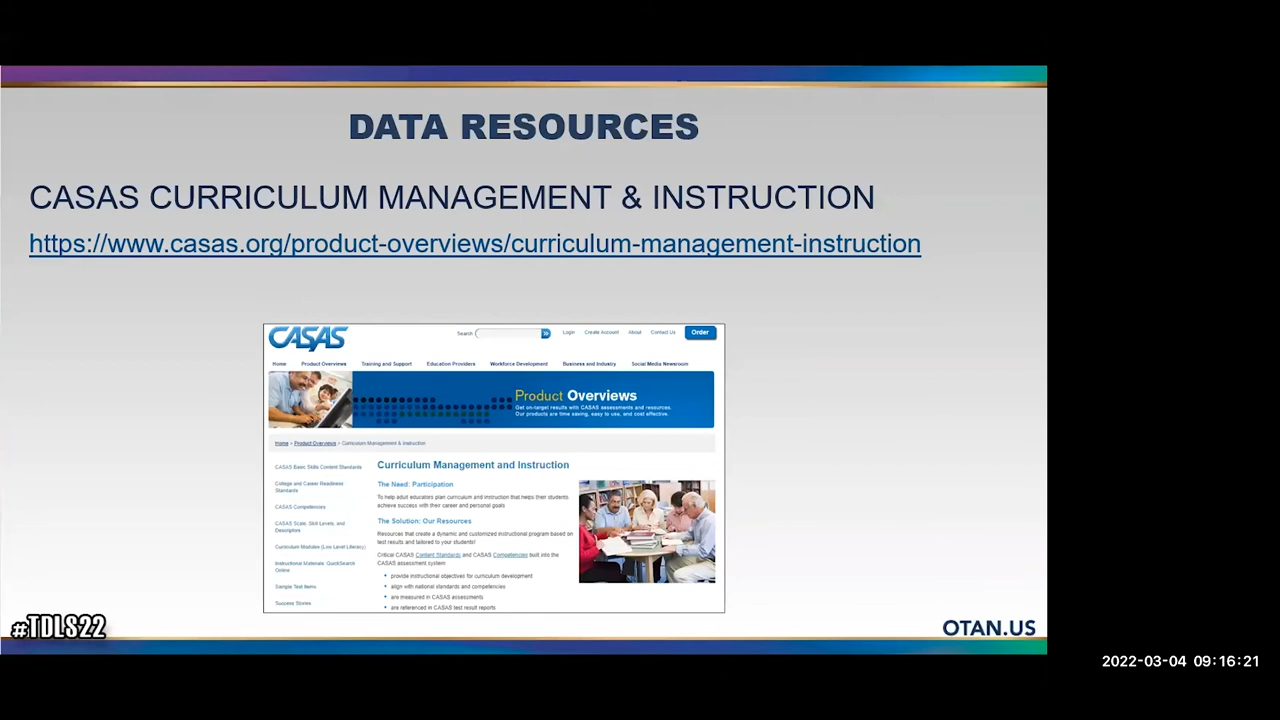 DATA RESOURCES
CASAS CURRICULUM MANAGEMENT & INSTRUCTION
https://www.casas.org/product-overviews/curriculum-management-instruction
CASAS
Search
Login Create Account About Contact Us Order
Home Product Overviews Training and Support Education Providers Workforce Development Business and Industry Social Media Newsroom
Product Overviews
Get on-target results with CASAS assessments and resources.
Our products are time saving, easy to use, and cost effective.
Home > Product Overviews > Curriculum Management & Instruction
CASAS Basic Skills Content Standards
College and Career Readiness
Standards
CASAS Competencies
CASAS Scale, Skill Levels, and
Descriptors
Curriculum Modules (Low Level Literacy)
Instructional Materials: QuickSearch
Online
Sample Test Items
Success Stories
Curriculum Management and Instruction
The Need: Participation
To help adult educators plan curriculum and instruction that helps their students
achieve success with their career and personal goals
The Solution: Our Resources
Resources that create a dynamic and customized instructional program based on
test results and tailored to your students!
Critical CASAS Content Standards and CASAS Competencies built into the
CASAS assessment system
• provide instructional objectives for curriculum development
• align with national standards and competencies
• are measured in CASAS assessments
• are referenced in CASAS test result reports
#TDLS22
OTAN.US
2022-03-04 09:16:21